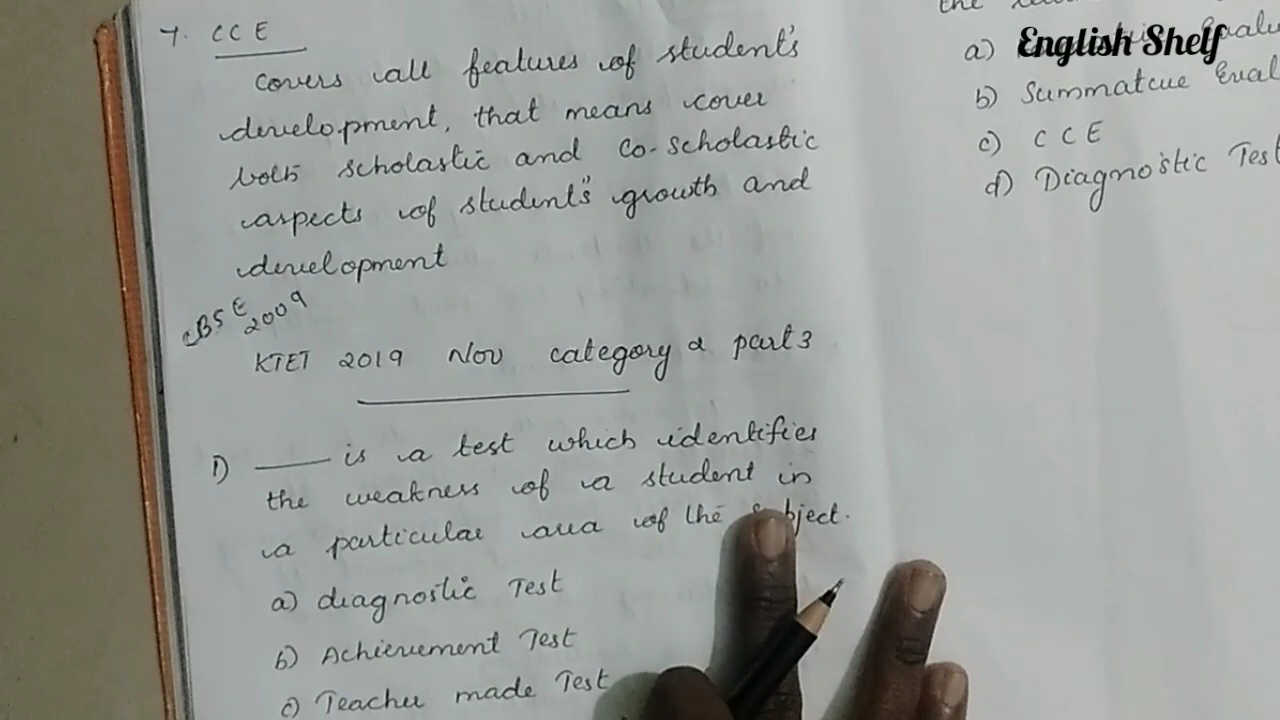 7. CCE
covers all features of student's
development, that means cover
both scholastic and co-scholastic
aspects of student's growth and
development
CBSE 2009
KTET 2019 Nov category 2 part 3
1) ____ is a test which identifies
the weakness of a student in
a particular area of the subject.
a) diagnostic Test
b) Achievement Test
c) Teacher made Test
the
a)
b) Summative Eval
c) CCE
d) Diagnostic Test
English Shelf